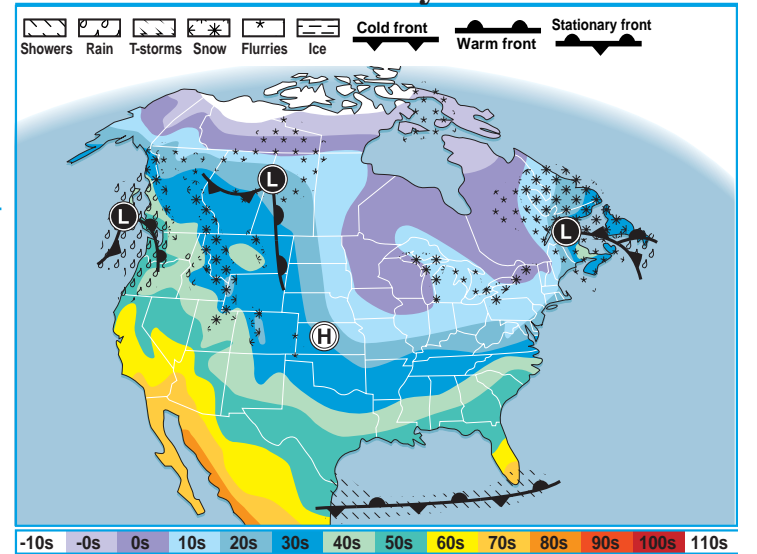 Showers Rain T-storms Snow Flurries Ice
Cold front
Warm front
Stationary front
L
L
L
H
-10s -0s 0s 10s 20s 30s 40s 50s 60s 70s 80s 90s 100s 110s